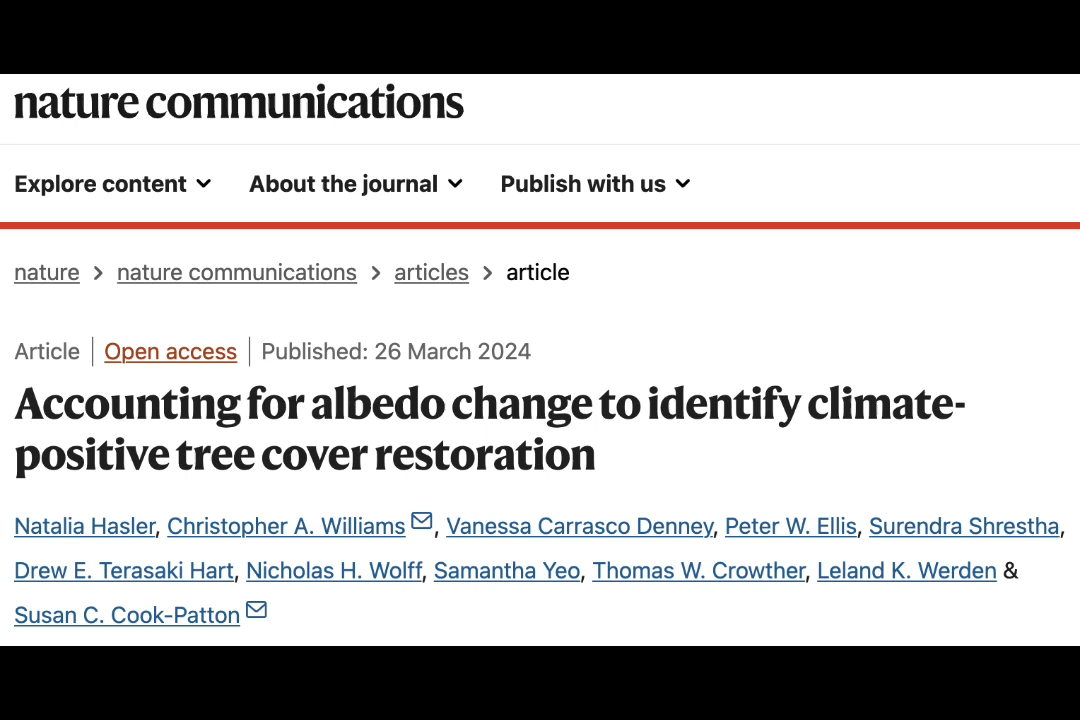 nature communications
Explore content About the journal Publish with us
nature > nature communications > articles > article
Article | Open access | Published: 26 March 2024
Accounting for albedo change to identify climate-
positive tree cover restoration
Natalia Hasler, Christopher A. Williams, Vanessa Carrasco Denney, Peter W. Ellis, Surendra Shrestha,
Drew E. Terasaki Hart, Nicholas H. Wolff, Samantha Yeo, Thomas W. Crowther, Leland K. Werden &
Susan C. Cook-Patton